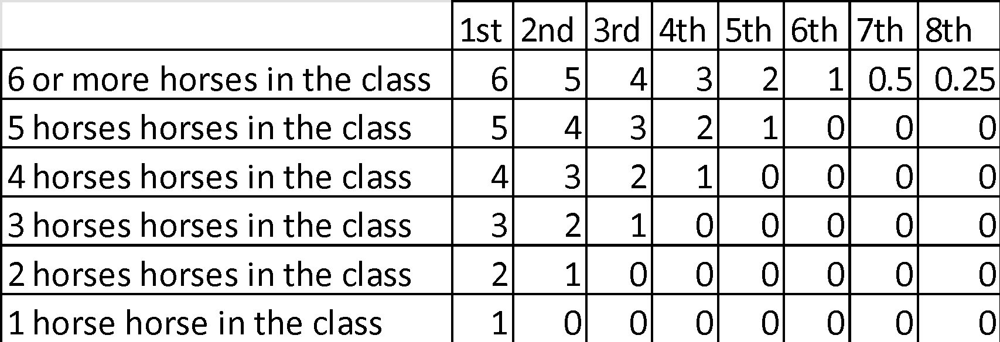 1st 2nd 3rd 4th 5th 6th 7th 8th
6 or more horses in the class 6 5 4 3 2 1 0.5 0.25
5 horses horses in the class 5 4 3 2 1 0 0 0
4 horses horses in the class 4 3 2 1 0 0 0 0
3 horses horses in the class 3 2 1 0 0 0 0 0
2 horses horses in the class 2 1 0 0 0 0 0 0
1 horse horse in the class 1 0 0 0 0 0 0 0